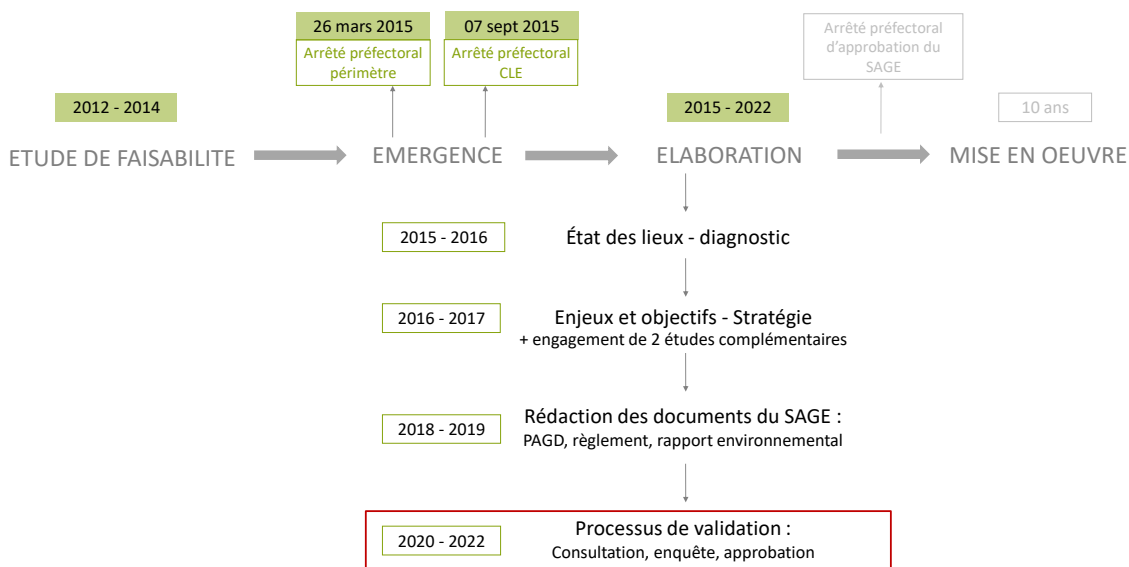 26 mars 2015
Arrêté préfectoral
périmètre
07 sept 2015
Arrêté préfectoral
CLE
Arrêté préfectoral
d'approbation du
SAGE
2012 - 2014
2015 - 2022
10 ans
ETUDE DE FAISABILITE
EMERGENCE
ELABORATION
MISE EN OEUVRE
2015 - 2016
État des lieux - diagnostic
2016 - 2017
Enjeux et objectifs - Stratégie
+ engagement de 2 études complémentaires
2018 - 2019
Rédaction des documents du SAGE :
PAGD, règlement, rapport environmental
2020 - 2022
Processus de validation :
Consultation, enquête, approbation